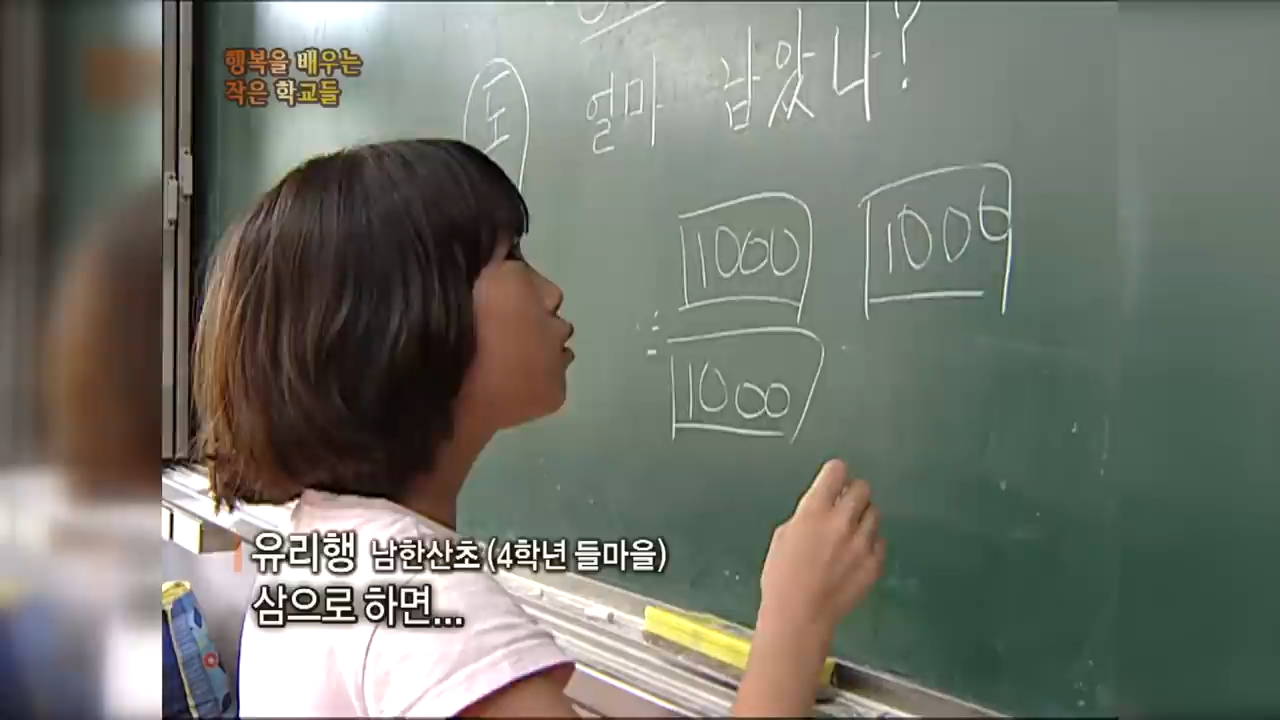 행복을 배우는
작은 학교들
도
얼마 남았나?
1000 1000
1000
유리행 남한산초(4학년 들마을)
삼으로 하면...